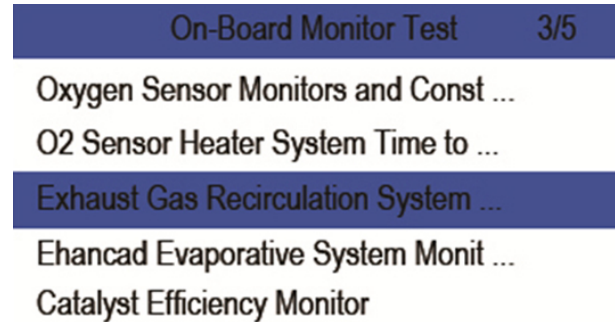 On-Board Monitor Test 3/5
Oxygen Sensor Monitors and Const ...
O2 Sensor Heater System Time to ...
Exhaust Gas Recirculation System ...
Ehancad Evaporative System Monit ...
Catalyst Efficiency Monitor